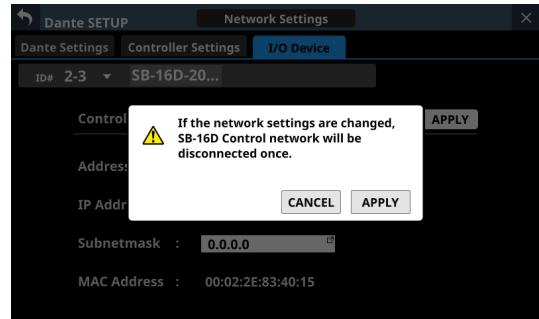 Dante SETUP
Network Settings
Dante Settings
Controller Settings
I/O Device
ID# 2-3
SB-16D-20...
Control
APPLY
If the network settings are changed,
SB-16D Control network will be
disconnected once.
Address
IP Addr
CANCEL
APPLY
Subnetmask : 0.0.0.0
MAC Address : 00:02:2E:83:40:15